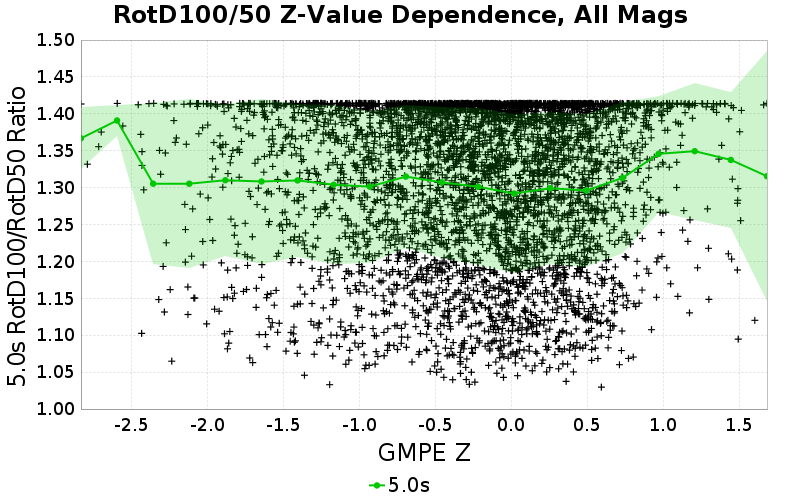 RotD100/50 Z-Value Dependence, All Mags
5.0s RotD100/RotD50 Ratio
1.50
1.45
1.40
1.35
1.30
1.25
1.20
1.15
1.10
1.05
1.00
-2.5 -2.0 -1.5 -1.0 -0.5 0.0 0.5 1.0 1.5
GMPE Z
5.0s